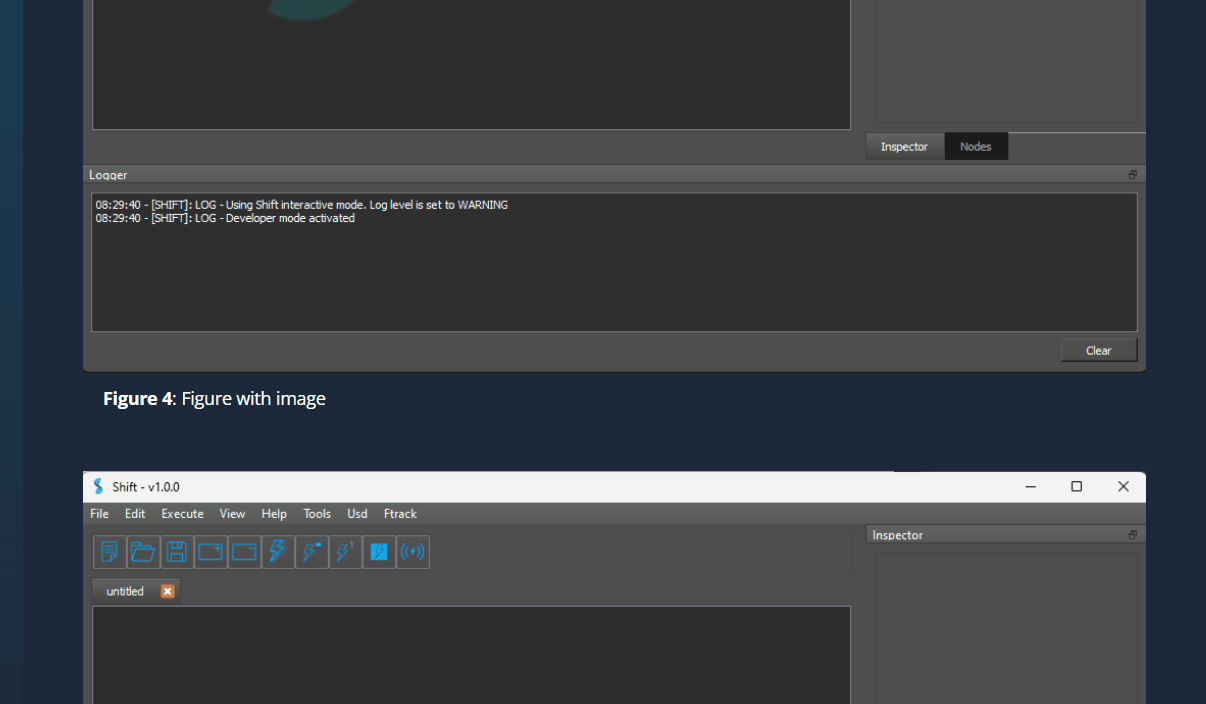 Inspector Nodes
Logger
08:29:40 - [SHIFT]: LOG - Using Shift interactive mode. Log level is set to WARNING
08:29:40 - [SHIFT]: LOG - Developer mode activated
Clear
Figure 4: Figure with image
Shift - v1.0.0
File Edit Execute View Help Tools Usd Ftrack
Inspector
1
untitled